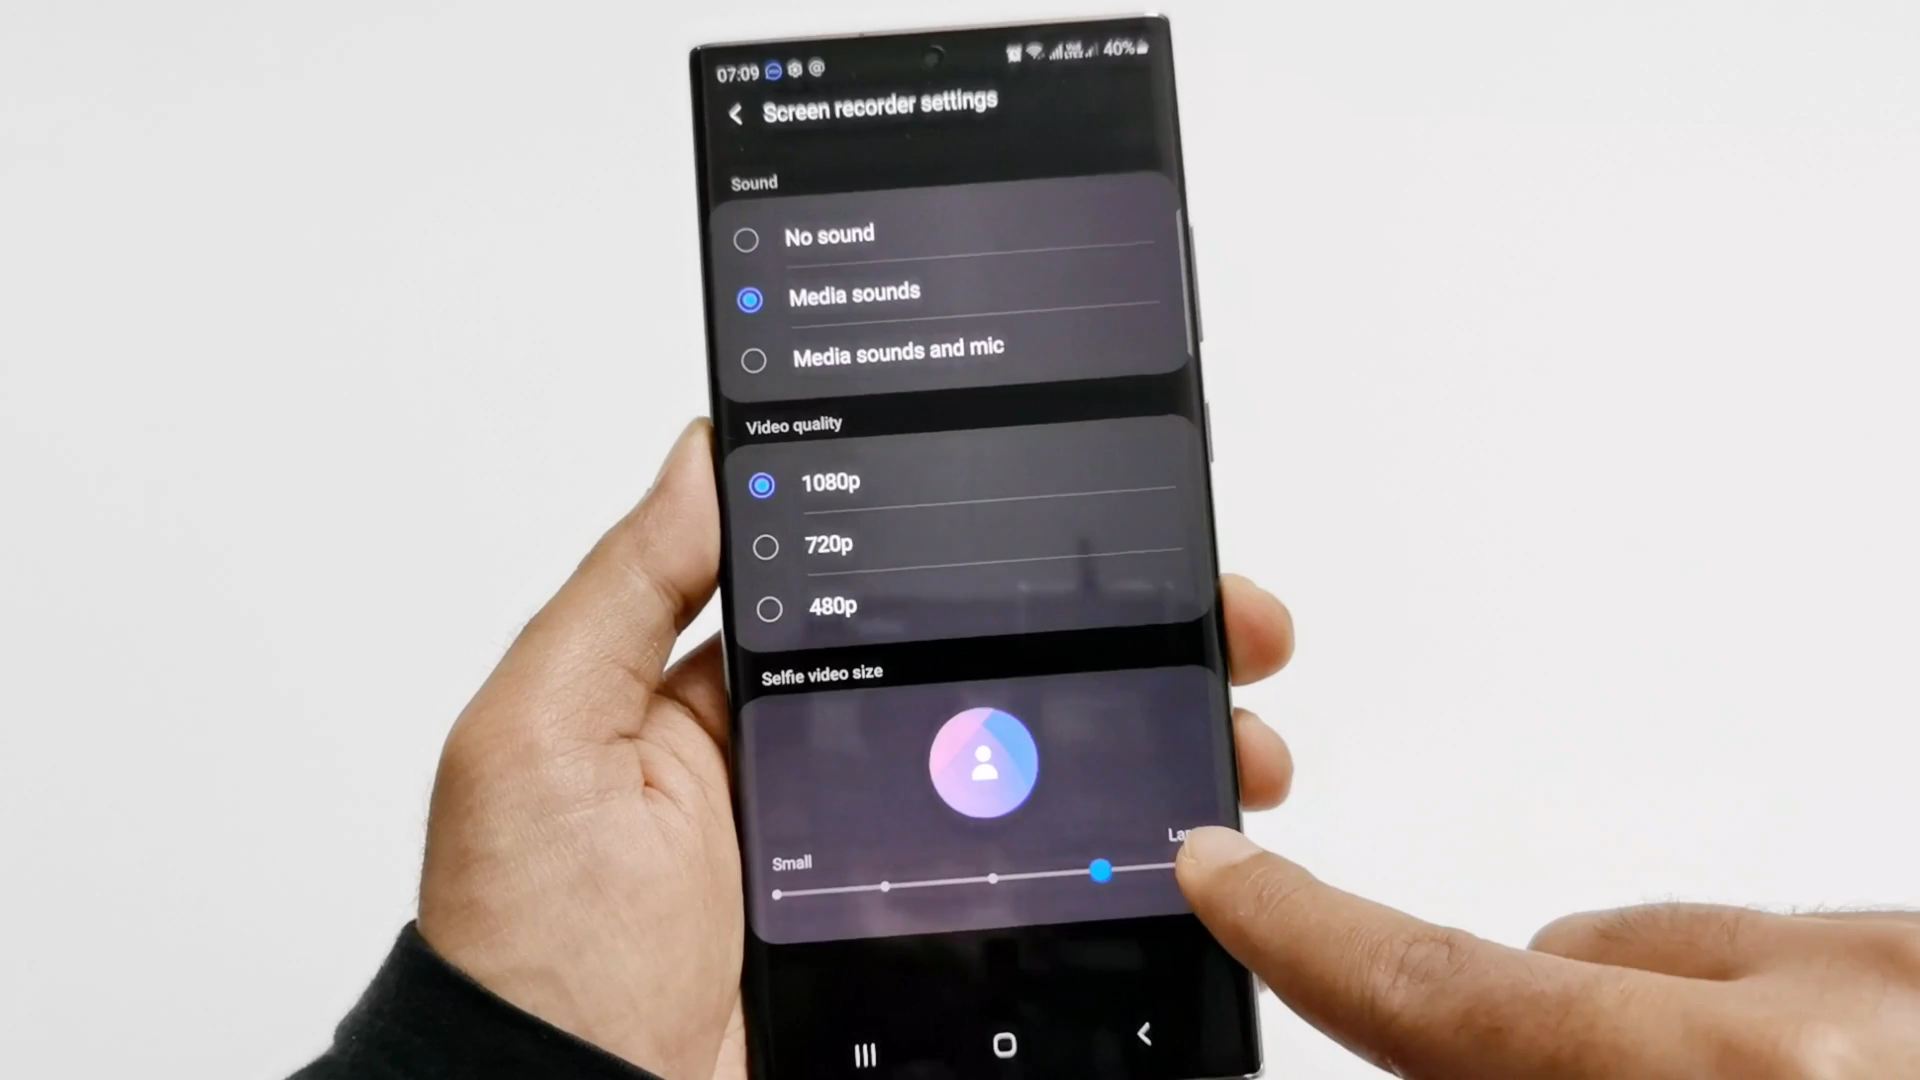 07:09 40%
Screen recorder settings
Sound
No sound
Media sounds
Media sounds and mic
Video quality
1080p
720p
480p
Selfie video size
Small